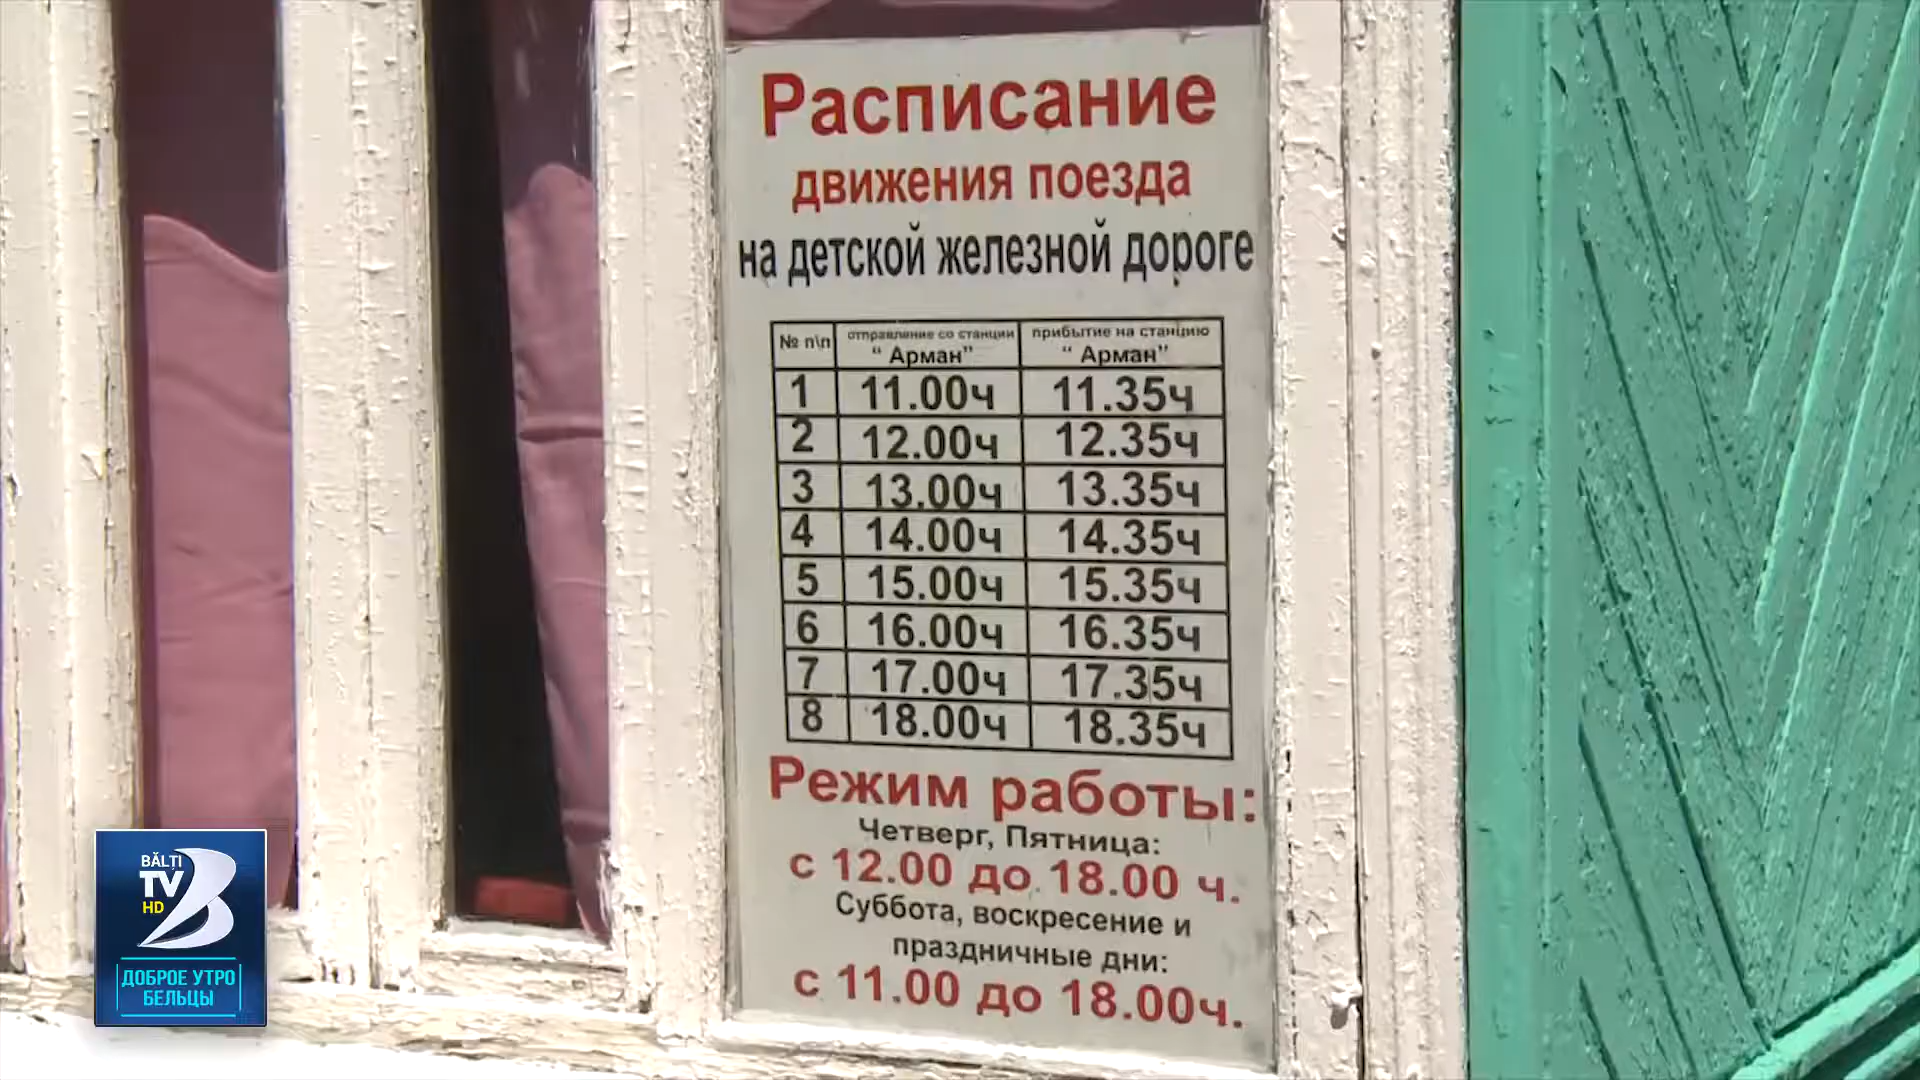 Расписание
движения поезда
на детской железной дороге
№ п\п отправление со станции “ Арман” прибытие на станцию “ Арман”
1 11.00ч 11.35ч
2 12.00ч 12.35ч
3 13.00ч 13.35ч
4 14.00ч 14.35ч
5 15.00ч 15.35ч
6 16.00ч 16.35ч
7 17.00ч 17.35ч
8 18.00ч 18.35ч
Режим работы:
Четверг, Пятница:
с 12.00 до 18.00 ч.
Суббота, воскресение и
праздничные дни:
с 11.00 до 18.00ч.
BĂLȚI
TV
HD
ДОБРОЕ УТРО
БЕЛЬЦЫ